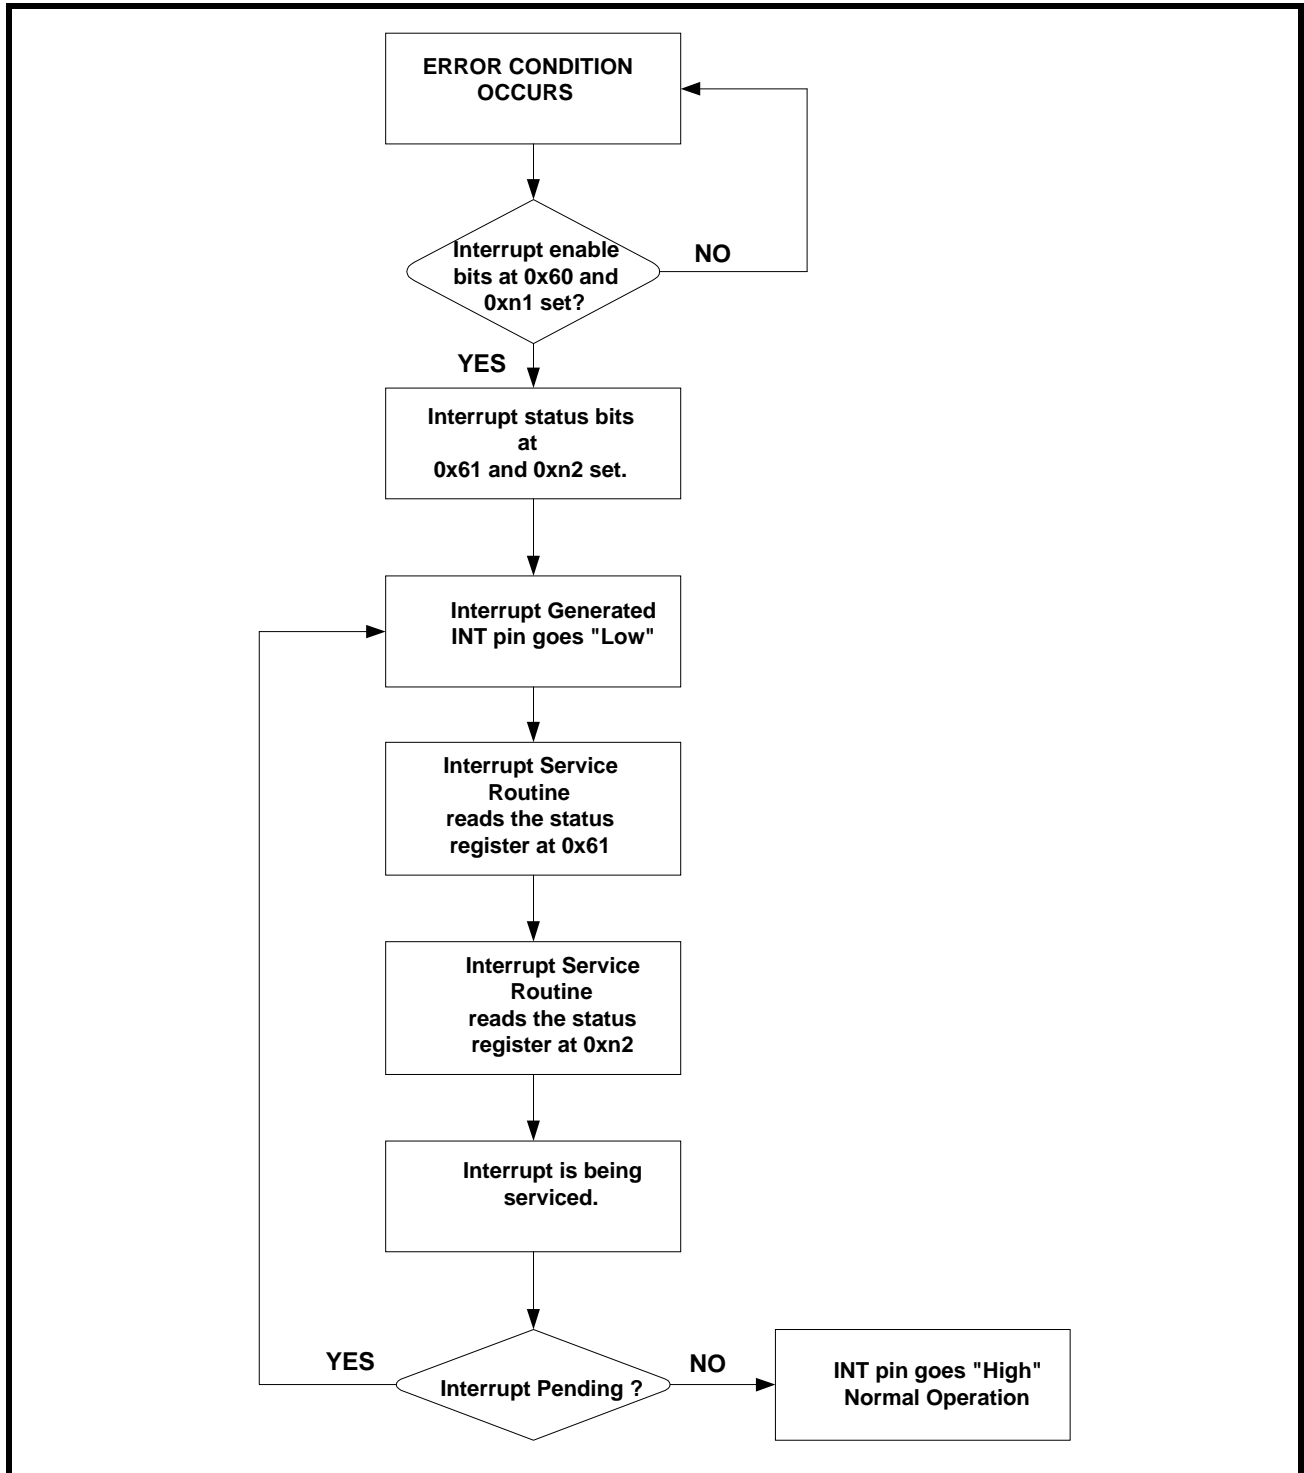 ERROR CONDITION
OCCURS
Interrupt enable
bits at 0x60 and
0xn1 set?
NO
YES
Interrupt status bits
at
0x61 and 0xn2 set.
Interrupt Generated
INT pin goes "Low"
Interrupt Service
Routine
reads the status
register at 0x61
Interrupt Service
Routine
reads the status
register at 0xn2
Interrupt is being
serviced.
YES
Interrupt Pending ?
NO
INT pin goes "High"
Normal Operation